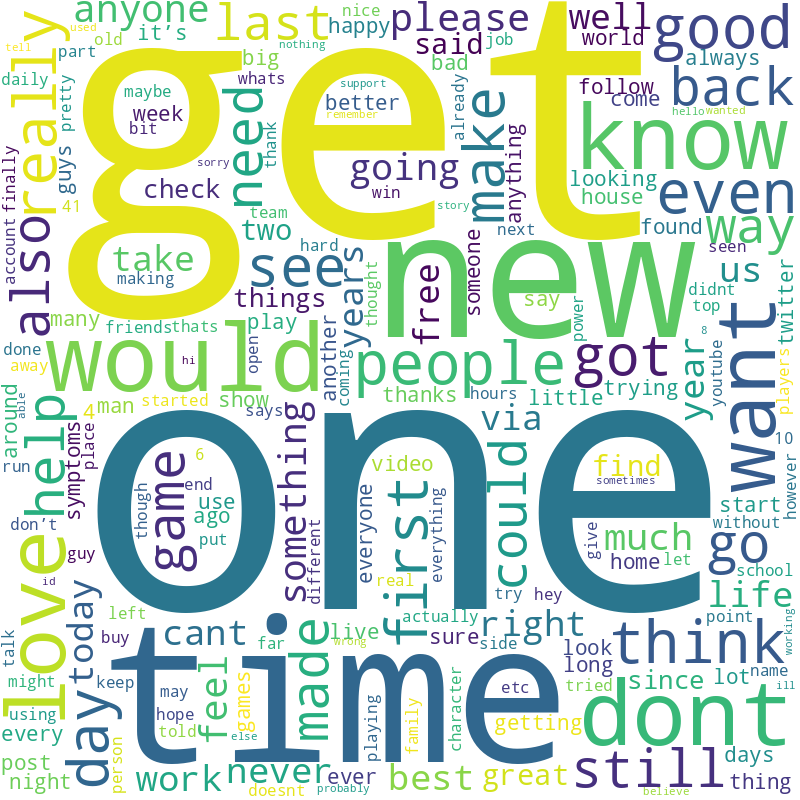 used
tell
old
nice
job
nothing
anyone
last
please
well
said
good
it's
part
happy
world
really
big
bad
always
daily
whats
get
back
pretty
maybe
support
follow
come
week
better
already
remember
need
make
know
hello
wanted
bit
finally
guys
thank
sorry
going
anything
looking
even
check
win
house
41
account
also
team
story
two
next
found
way
take
see
hard
someone
seen
new
making
things
years
free
us
twitter
thought
say
didnt
many
friends
thats
play
power
top
8
done
would
hi
open
another
coming
people
got
year
youtube
want
players
away
around
able
man
started
show
thanks
hours
little
trying
4
says
one
via
help
symptoms
place
game
something
6
video
could
find
10
run
end
sometimes
however
don't
though
use
ago
put
everyone
first
everything
much
start
without
give
go
guy
different
home
let
school
love
id
real
try
hey
life
left
actually
point
working
talk
buy
today
cant
far
live
wrong
sure
side
right
think
time
made
look
long
might
day
keep
may
feel
etc
since
lot
name
tried
ill
using
hope
games
playing
family
character
every
told
go
else
getting
dont
post
person
work
never
ever
best
great
still
days
night
doesnt
probably
believe
thing